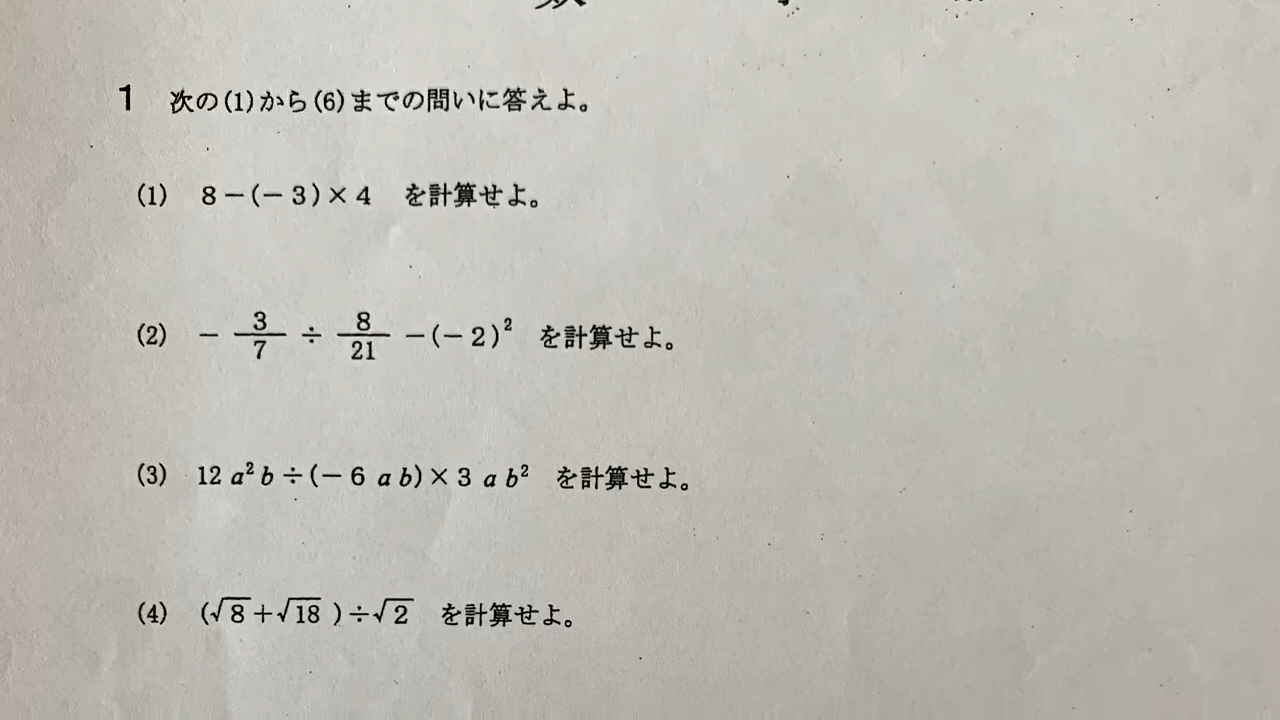 1 次の(1)から(6)までの問いに答えよ。
(1) 8－(－3)×4 を計算せよ。
(2) －3/7÷8/21－(－2)² を計算せよ。
(3) 12a²b÷(－6ab)×3ab² を計算せよ。
(4) (√8+√18)÷√2 を計算せよ。